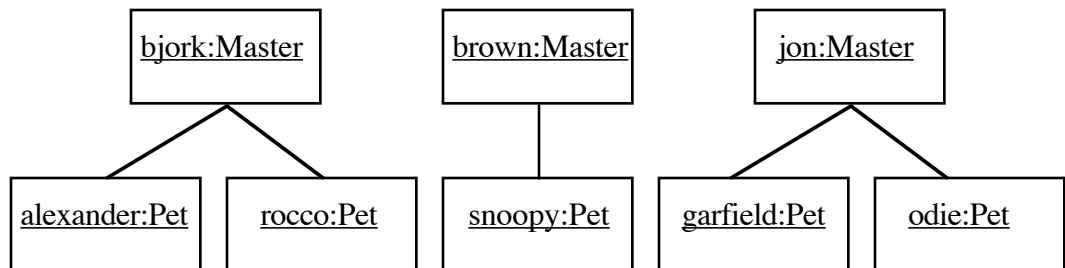 bjork:Master
brown:Master
jon:Master
alexander:Pet
rocco:Pet
snoopy:Pet
garfield:Pet
odie:Pet